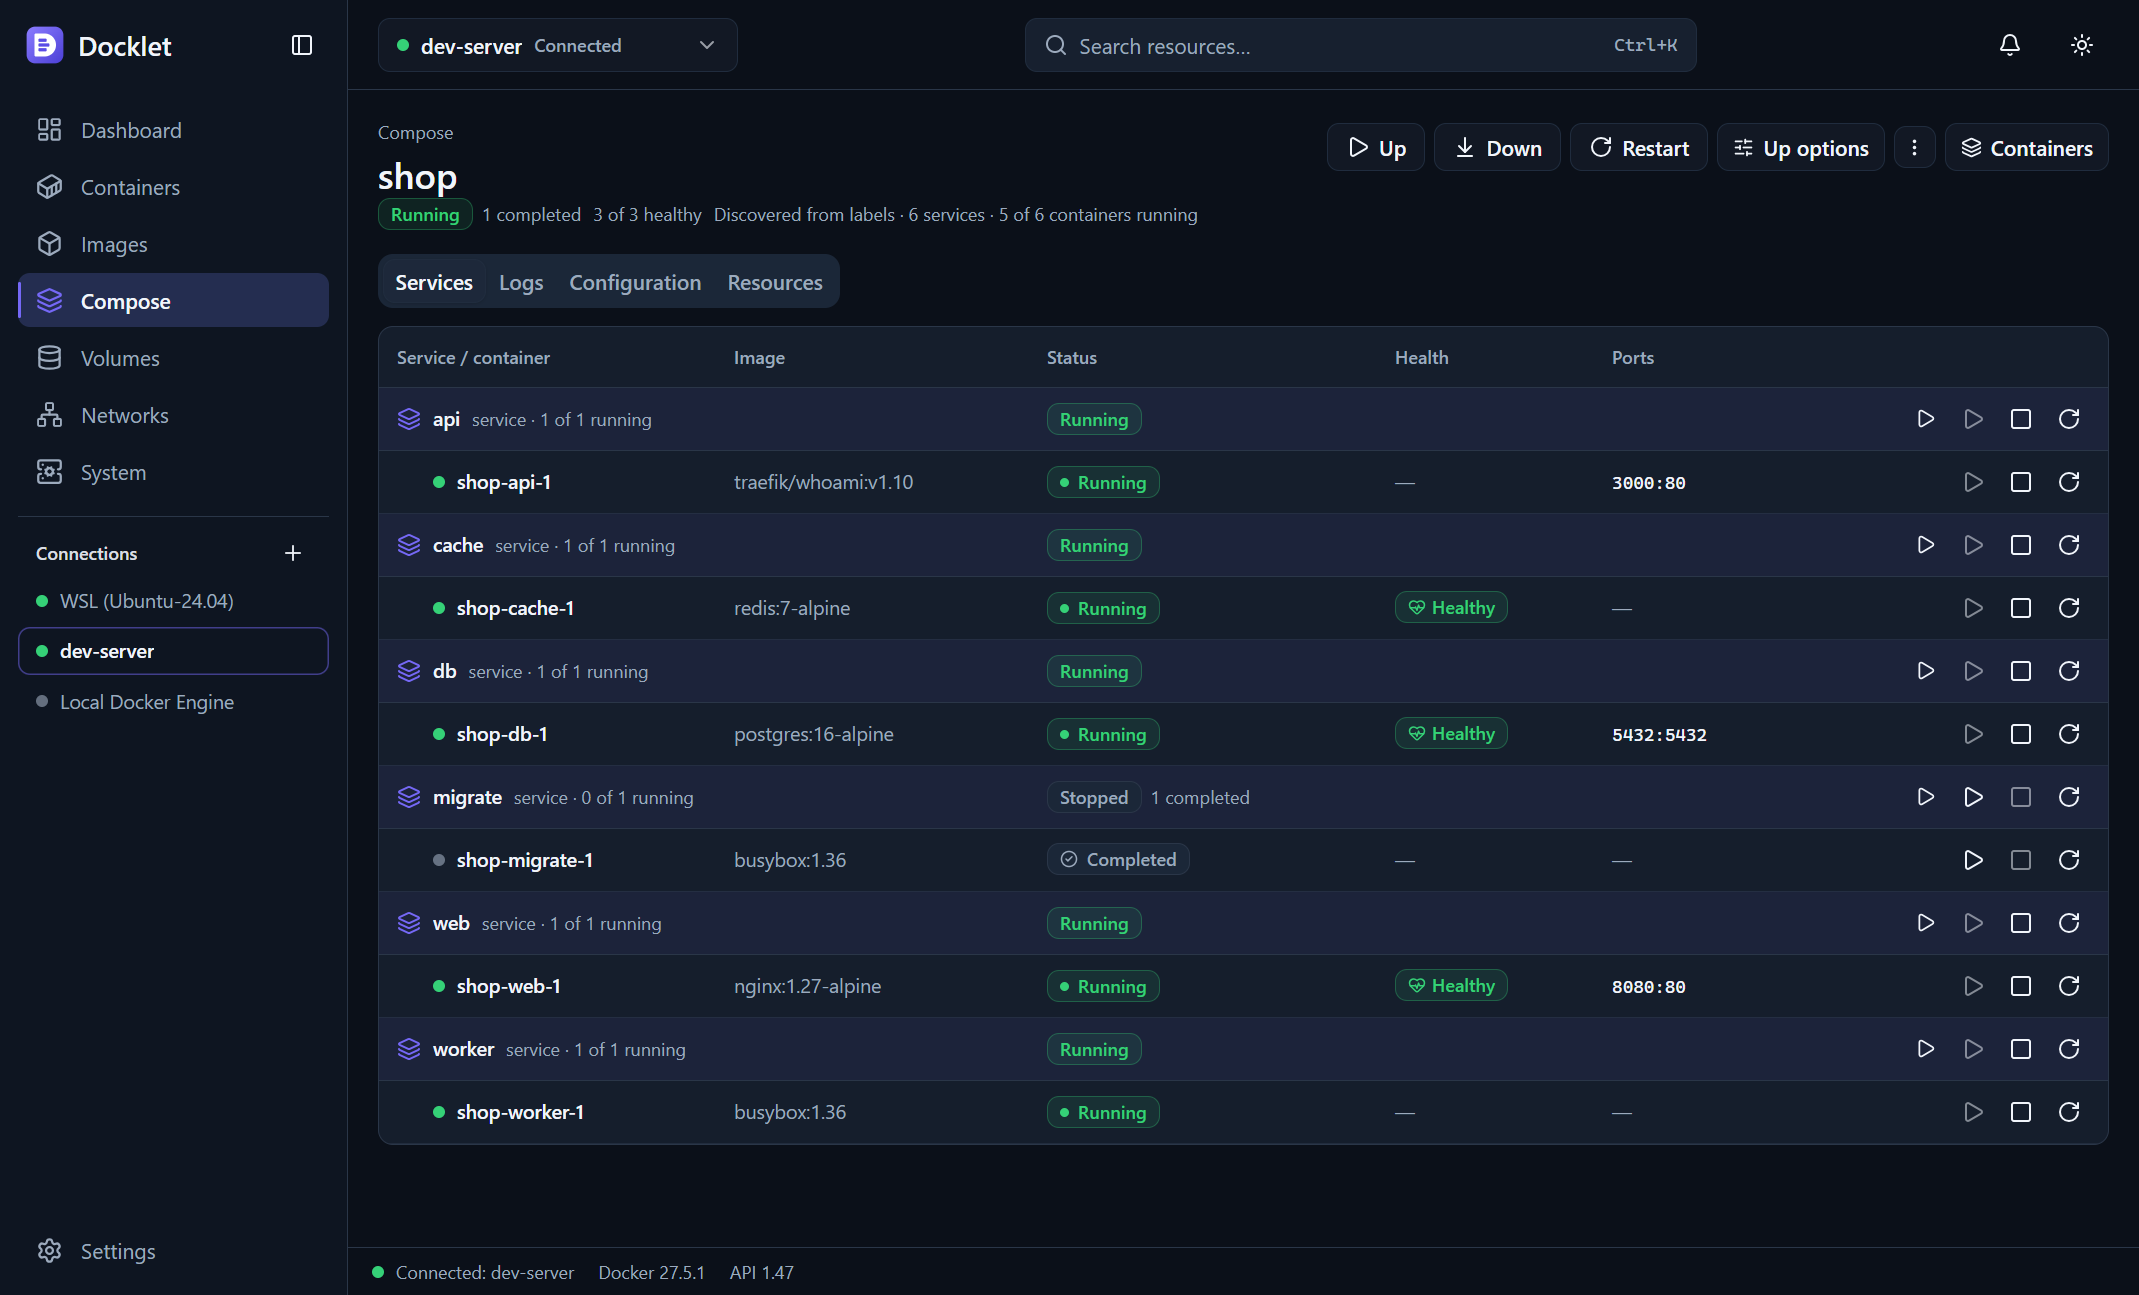 Docklet
dev-server Connected
Search resources... Ctrl+K
Dashboard
Containers
Images
Compose
Volumes
Networks
System
Connections
WSL (Ubuntu-24.04)
dev-server
Local Docker Engine
Settings
Compose
shop
Up Down Restart Up options Containers
Running 1 completed 3 of 3 healthy Discovered from labels · 6 services · 5 of 6 containers running
Services Logs Configuration Resources
Service / container Image Status Health Ports
api service · 1 of 1 running Running
shop-api-1 traefik/whoami:v1.10 Running — 3000:80
cache service · 1 of 1 running Running
shop-cache-1 redis:7-alpine Running Healthy —
db service · 1 of 1 running Running
shop-db-1 postgres:16-alpine Running Healthy 5432:5432
migrate service · 0 of 1 running Stopped 1 completed
shop-migrate-1 busybox:1.36 Completed — —
web service · 1 of 1 running Running
shop-web-1 nginx:1.27-alpine Running Healthy 8080:80
worker service · 1 of 1 running Running
shop-worker-1 busybox:1.36 Running — —
Connected: dev-server Docker 27.5.1 API 1.47